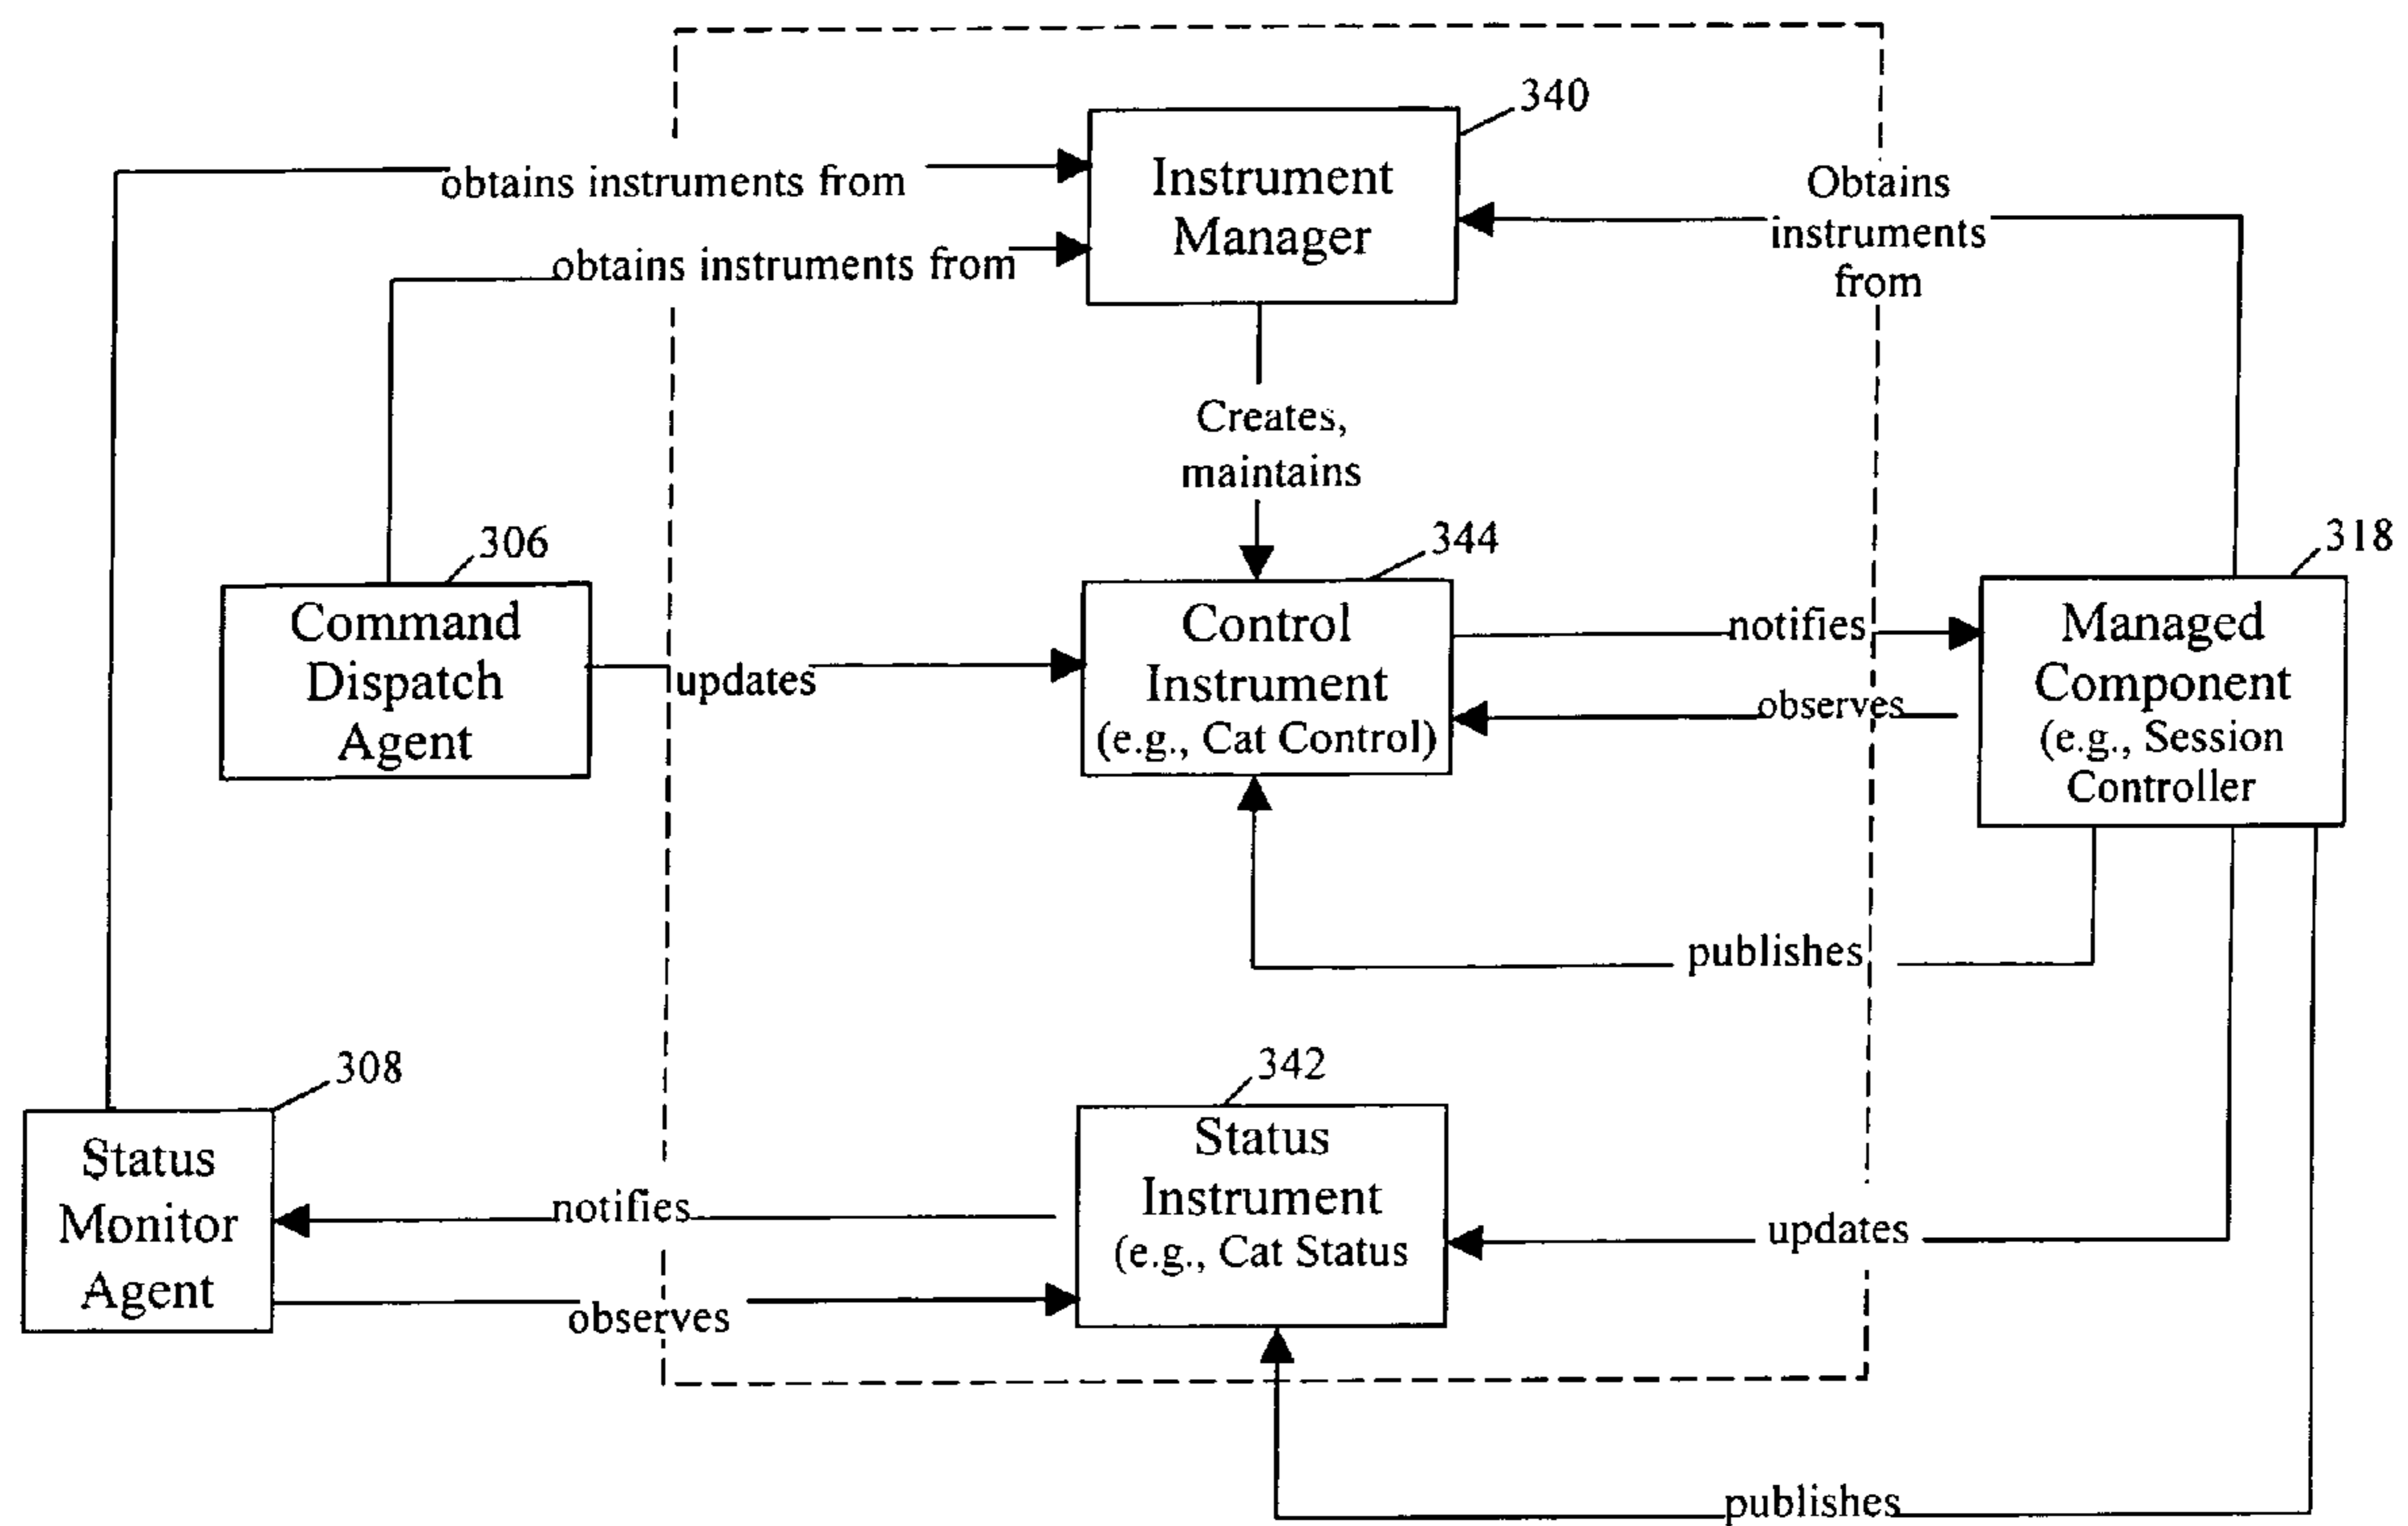 340
Instrument
Manager
obtains instruments from
obtains instruments from
Obtains
instruments
from
Creates,
maintains
306
Command
Dispatch
Agent
updates
344
Control
Instrument
(e.g., Cat Control)
notifies
observes
318
Managed
Component
(e.g., Session
Controller
publishes
308
Status
Monitor
Agent
notifies
observes
342
Status
Instrument
(e.g., Cat Status
updates
publishes